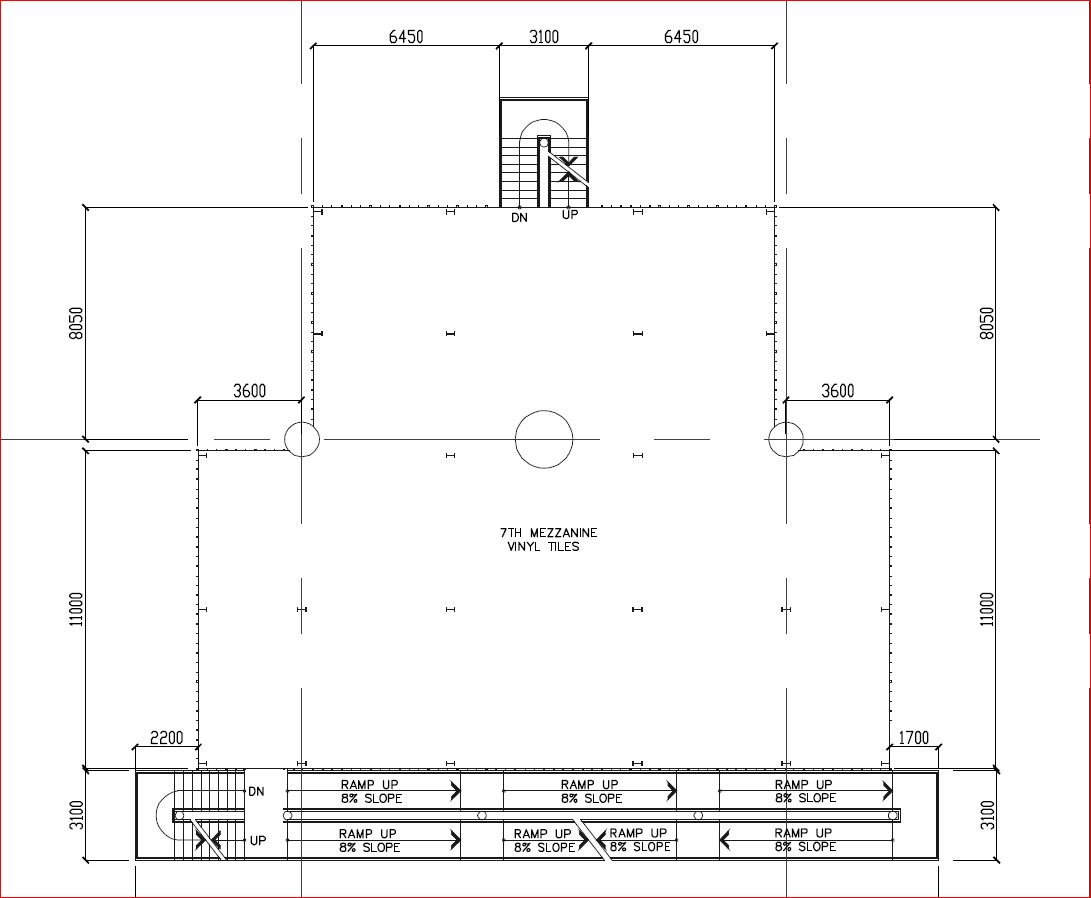 6450 3100 6450
DN UP
8050 8050
3600 3600
7TH MEZZANINE
VINYL TILES
11000 11000
2200 1700
3100 3100
DN
RAMP UP
8% SLOPE
RAMP UP
8% SLOPE
RAMP UP
8% SLOPE
UP
RAMP UP
8% SLOPE
RAMP UP
8% SLOPE
RAMP UP
8% SLOPE
RAMP UP
8% SLOPE